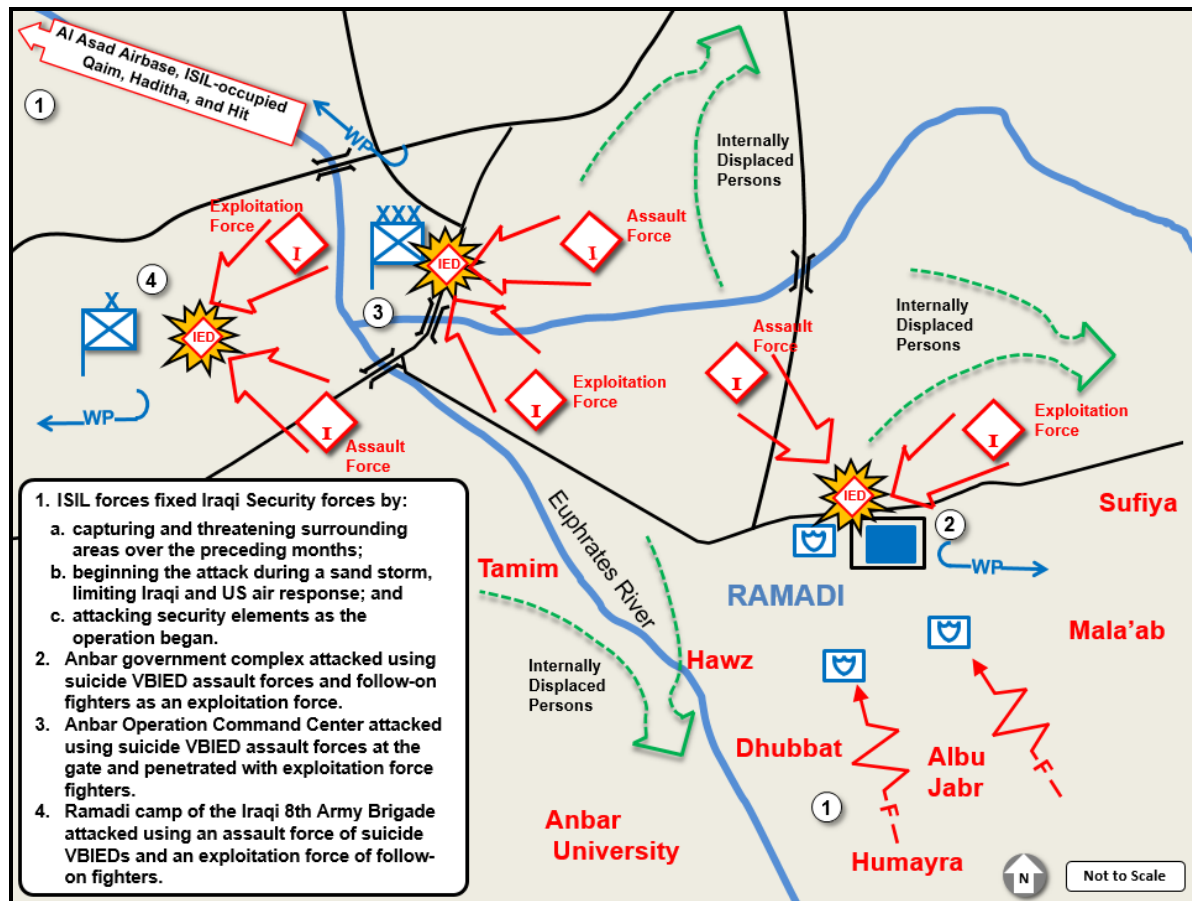 Al Asad Airbase, ISIL-occupied
Qaim, Haditha, and Hit
1
WP
Internally
Displaced
Persons
Exploitation
Force
I
XXX
IED
I
Assault
Force
4
X
IED
3
Internally
Displaced
Persons
Assault
Force
I
Exploitation
Force
I
I
Exploitation
Force
WP
I
Assault
Force
IED
2
Sufiya
WP
1. ISIL forces fixed Iraqi Security forces by:
a. capturing and threatening surrounding
areas over the preceding months;
b. beginning the attack during a sand storm,
limiting Iraqi and US air response; and
c. attacking security elements as the
operation began.
2. Anbar government complex attacked using
suicide VBIED assault forces and follow-on
fighters as an exploitation force.
3. Anbar Operation Command Center attacked
using suicide VBIED assault forces at the
gate and penetrated with exploitation force
fighters.
4. Ramadi camp of the Iraqi 8th Army Brigade
attacked using an assault force of suicide
VBIEDs and an exploitation force of follow-
on fighters.
Tamim
Euphrates River
RAMADI
Mala'ab
Hawz
Internally
Displaced
Persons
Dhubbat
Albu
Jabr
F
F
1
Anbar
University
Humayra
N
Not to Scale